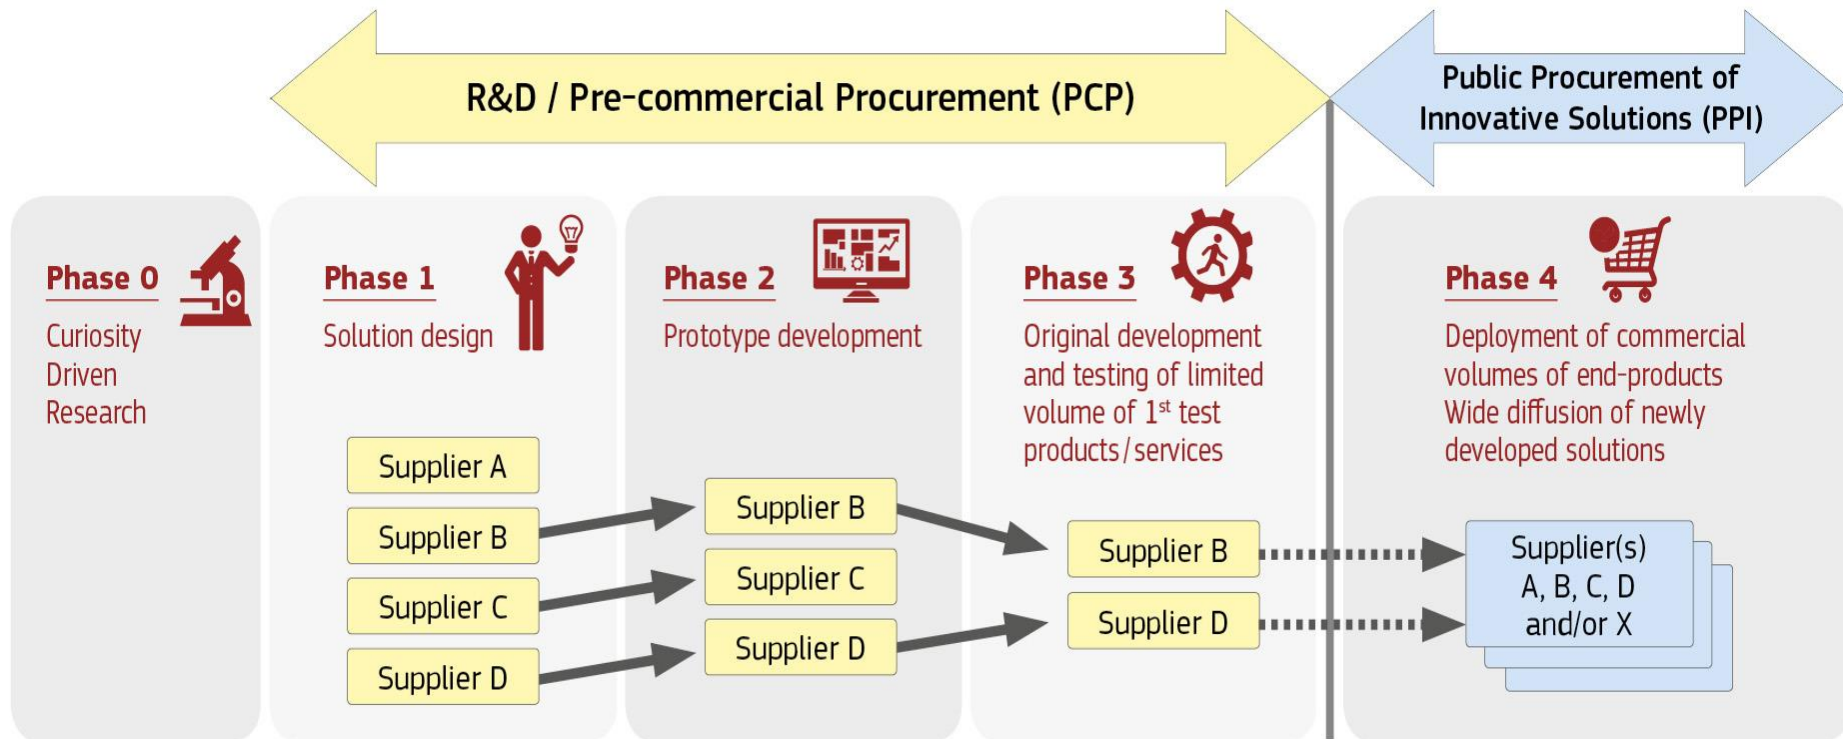 R&D / Pre-commercial Procurement (PCP)
Public Procurement of
Innovative Solutions (PPI)
Phase 0
Curiosity
Driven
Research
Phase 1
Solution design
Supplier A
Supplier B
Supplier C
Supplier D
Phase 2
Prototype development
Supplier B
Supplier C
Supplier D
Phase 3
Original development
and testing of limited
volume of 1st test
products/services
Supplier B
Supplier D
Phase 4
Deployment of commercial
volumes of end-products
Wide diffusion of newly
developed solutions
Supplier(s)
A, B, C, D
and/or X